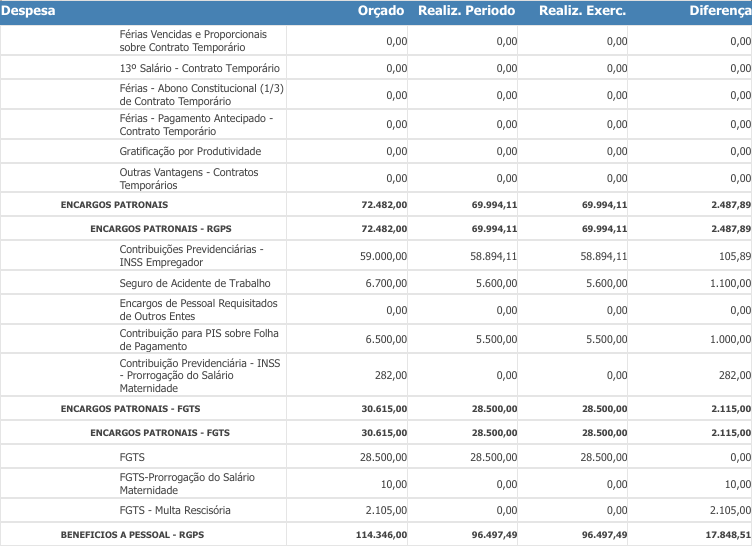 Despesa Orçado Realiz. Periodo Realiz. Exerc. Diferença
Férias Vencidas e Proporcionais
sobre Contrato Temporário 0,00 0,00 0,00 0,00
13º Salário - Contrato Temporário 0,00 0,00 0,00 0,00
Férias - Abono Constitucional (1/3)
de Contrato Temporário 0,00 0,00 0,00 0,00
Férias - Pagamento Antecipado -
Contrato Temporário 0,00 0,00 0,00 0,00
Gratificação por Produtividade 0,00 0,00 0,00 0,00
Outras Vantagens - Contratos
Temporários 0,00 0,00 0,00 0,00
ENCARGOS PATRONAIS 72.482,00 69.994,11 69.994,11 2.487,89
ENCARGOS PATRONAIS - RGPS 72.482,00 69.994,11 69.994,11 2.487,89
Contribuições Previdenciárias -
INSS Empregador 59.000,00 58.894,11 58.894,11 105,89
Seguro de Acidente de Trabalho 6.700,00 5.600,00 5.600,00 1.100,00
Encargos de Pessoal Requisitados
de Outros Entes 0,00 0,00 0,00 0,00
Contribuição para PIS sobre Folha
de Pagamento 6.500,00 5.500,00 5.500,00 1.000,00
Contribuição Previdenciária - INSS
- Prorrogação do Salário 282,00 0,00 0,00 282,00
Maternidade
ENCARGOS PATRONAIS - FGTS 30.615,00 28.500,00 28.500,00 2.115,00
ENCARGOS PATRONAIS - FGTS 30.615,00 28.500,00 28.500,00 2.115,00
FGTS 28.500,00 28.500,00 28.500,00 0,00
FGTS-Prorrogação do Salário
Maternidade 10,00 0,00 0,00 10,00
FGTS - Multa Rescisória 2.105,00 0,00 0,00 2.105,00
BENEFICIOS A PESSOAL - RGPS 114.346,00 96.497,49 96.497,49 17.848,51